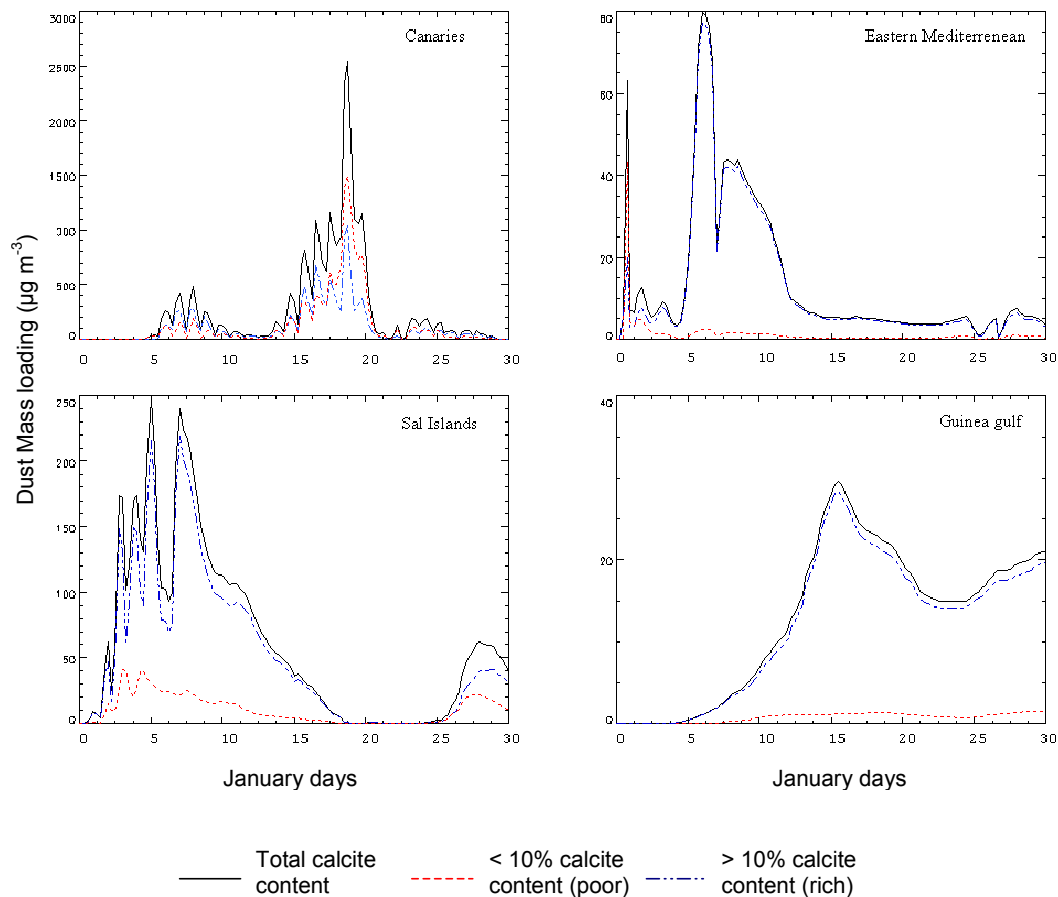 3000
2500
2000
1500
1000
500
0
Canaries
0 5 10 15 20 25 30
80
60
40
20
0
Eastern Mediterrenean
0 5 10 15 20 25 30
Dust Mass loading (µg m-3)
250
200
150
100
50
0
Sal Islands
0 5 10 15 20 25 30
January days
40
20
0
Guinea gulf
0 5 10 15 20 25 30
January days
Total calcite
content
< 10% calcite
content (poor)
> 10% calcite
content (rich)